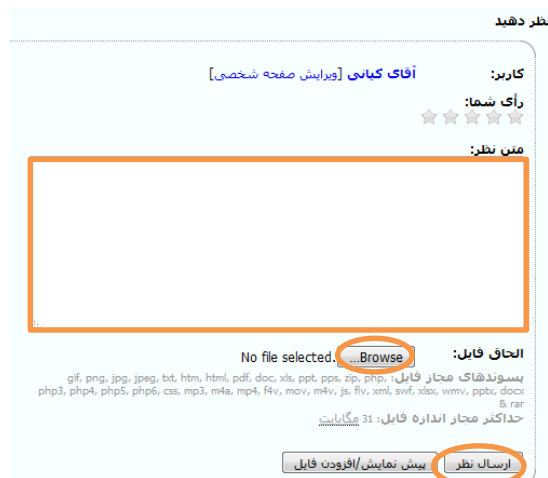 نظر دهید
کاربر: آقای کیانی [ویرایش صفحه شخصی]
رأی شما:
متن نظر:
الحاق فایل: Browse... No file selected.
پسوندهای مجاز فایل: gif, png, jpg, jpeg, txt, htm, html, pdf, doc, xls, ppt, pps, zip, php,
php3, php4, php5, php6, css, mp3, m4a, mp4, f4v, mov, m4v, js, flv, xml, swf, xlsx, wmv, pptx, docx
& rar
حداکثر مجاز اندازه فایل: 31 مگابایت
ارسال نظر پیش نمایش/افزودن فایل